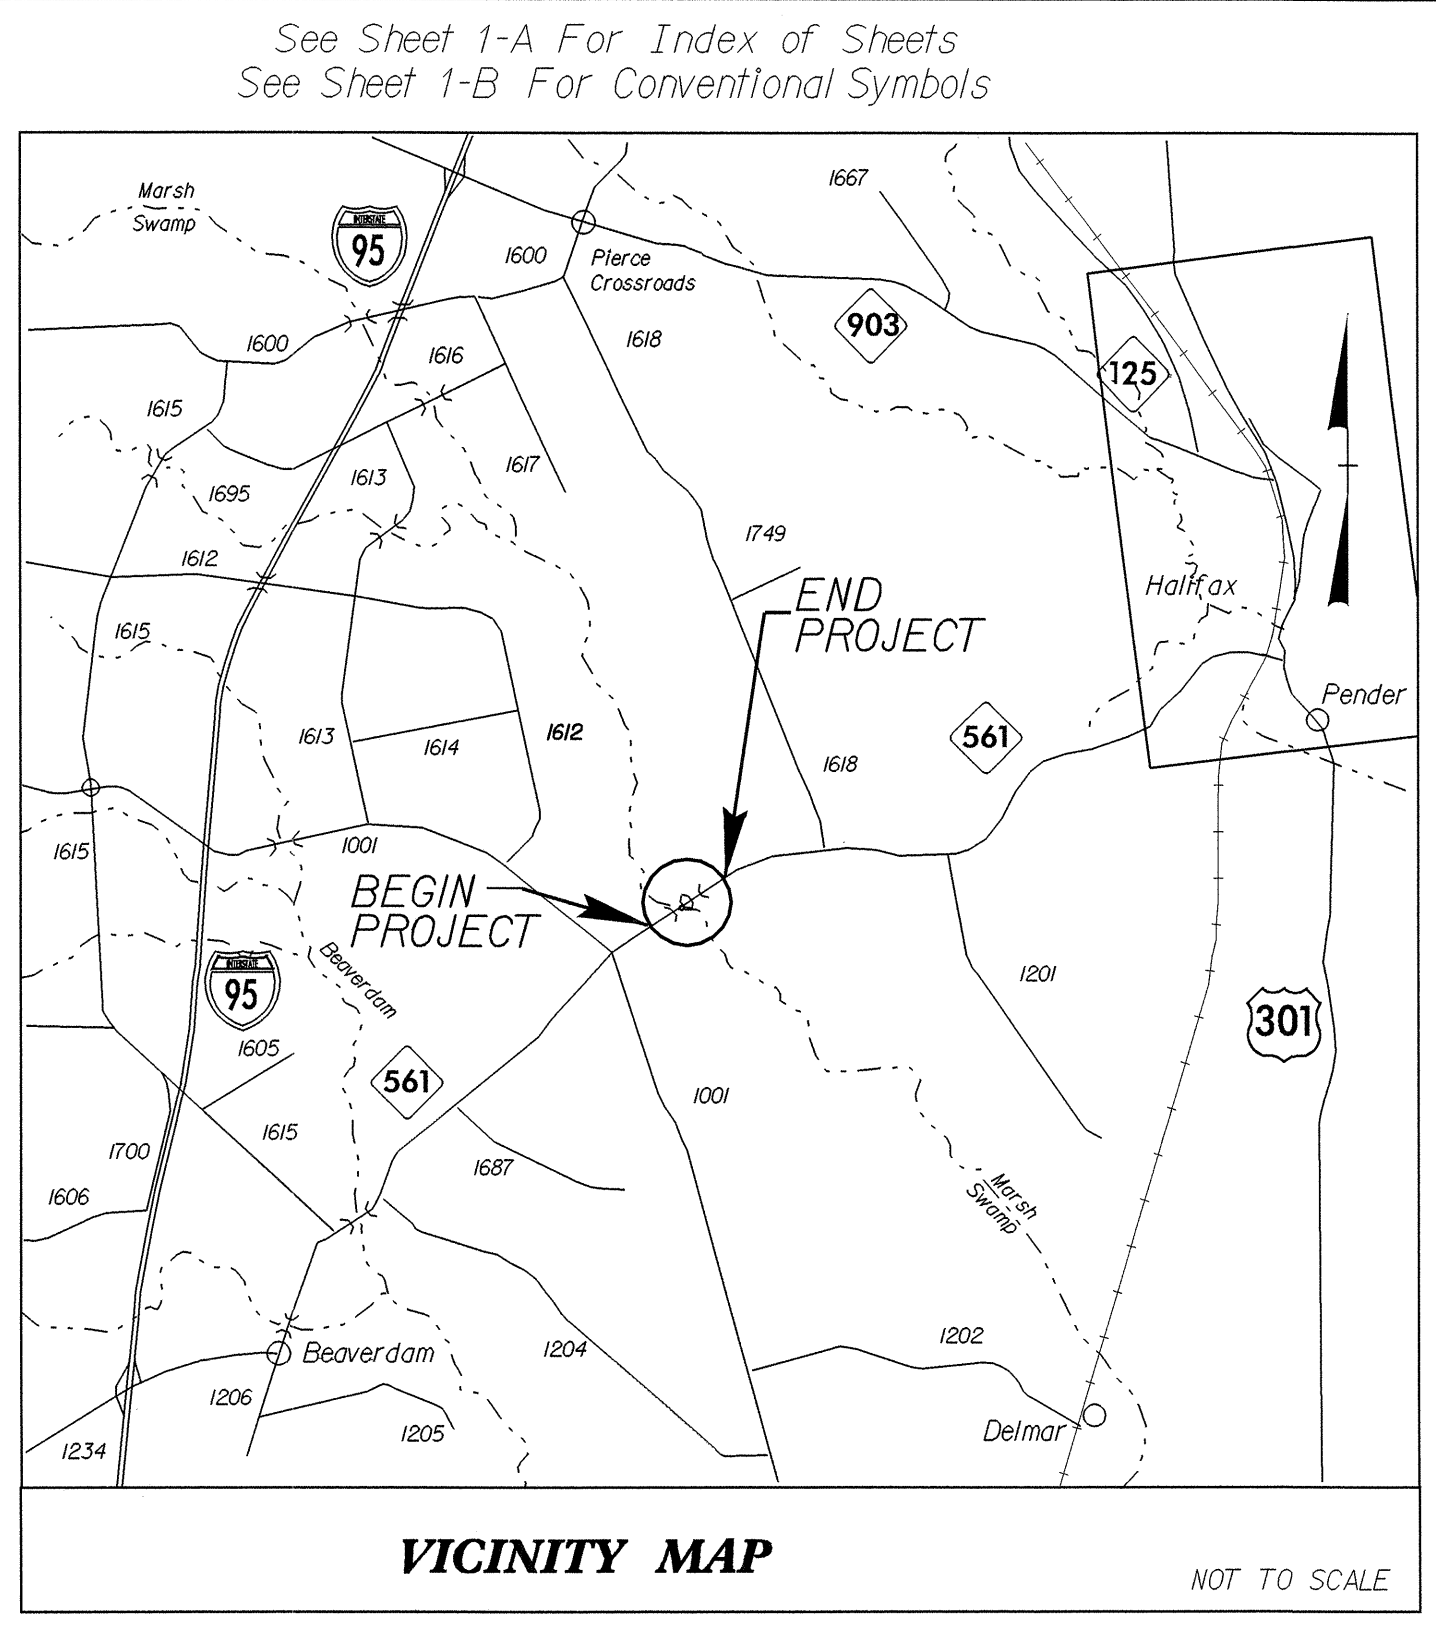 See Sheet 1-A For Index of Sheets
See Sheet 1-B For Conventional Symbols
Marsh
Swamp
1667
INTERSTATE
95
1600
Pierce
Crossroads
903
1600
1616
1618
125
1615
1617
1613
1695
1749
1612
END
PROJECT
Halifax
1615
Pender
1613
1614
1612
561
1618
1615
1001
BEGIN
PROJECT
Beaverdam
INTERSTATE
95
1201
301
1605
561
1001
1615
1700
1687
1606
Marsh
Swamp
1202
1204
Beaverdam
1206
1205
Delmar
1234
VICINITY MAP
NOT TO SCALE